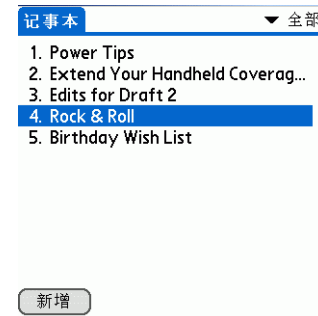 记事本 全部
1. Power Tips
2. Extend Your Handheld Coverag...
3. Edits for Draft 2
4. Rock & Roll
5. Birthday Wish List
新增